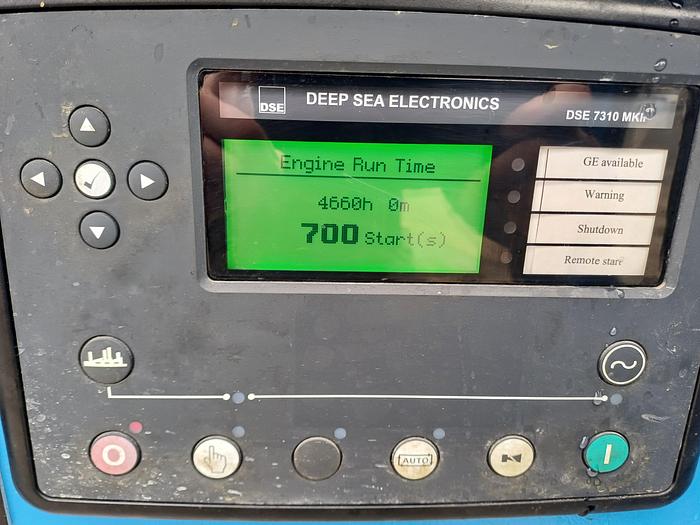 DSE
DEEP SEA ELECTRONICS
DSE 7310 MKII
Engine Run Time
4660h 0m
700 Start(s)
GE available
Warning
Shutdown
Remote start
AUTO